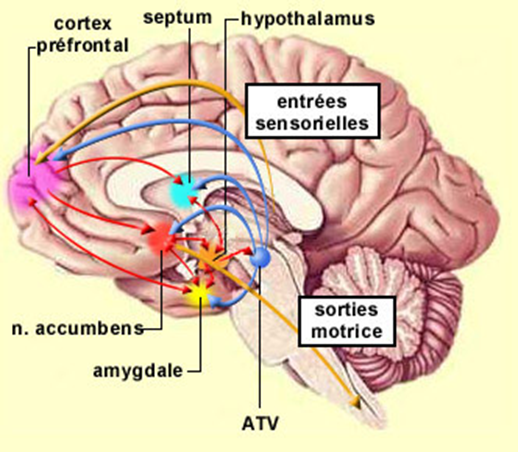 cortex
préfrontal
septum
hypothalamus
entrées
sensorielles
n. accumbens
sorties
motrice
amygdale
ATV